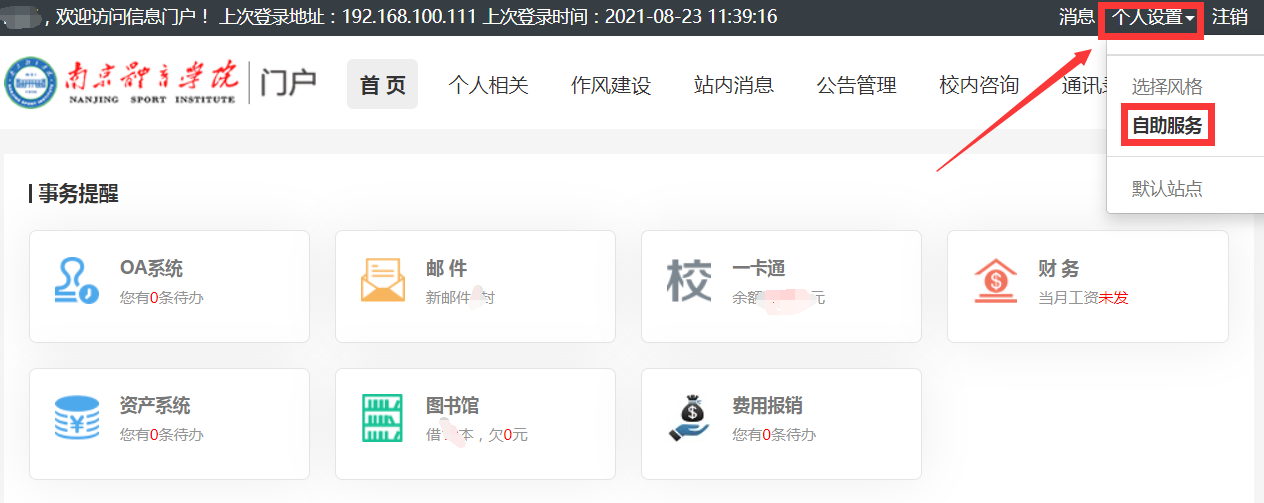 ，欢迎访问信息门户！ 上次登录地址：192.168.100.111 上次登录时间：2021-08-23 11:39:16
消息 个人设置 注销
南京體育学院
NANJING SPORT INSTITUTE
门户
首 页 个人相关 作风建设 站内消息 公告管理 校内咨询 通讯
选择风格
自助服务
默认站点
事务提醒
OA系统
您有0条待办
邮 件
新邮件 封
校
一卡通
余额 元
财 务
当月工资未发
资产系统
您有0条待办
图书馆
借 本，欠0元
费用报销
您有0条待办